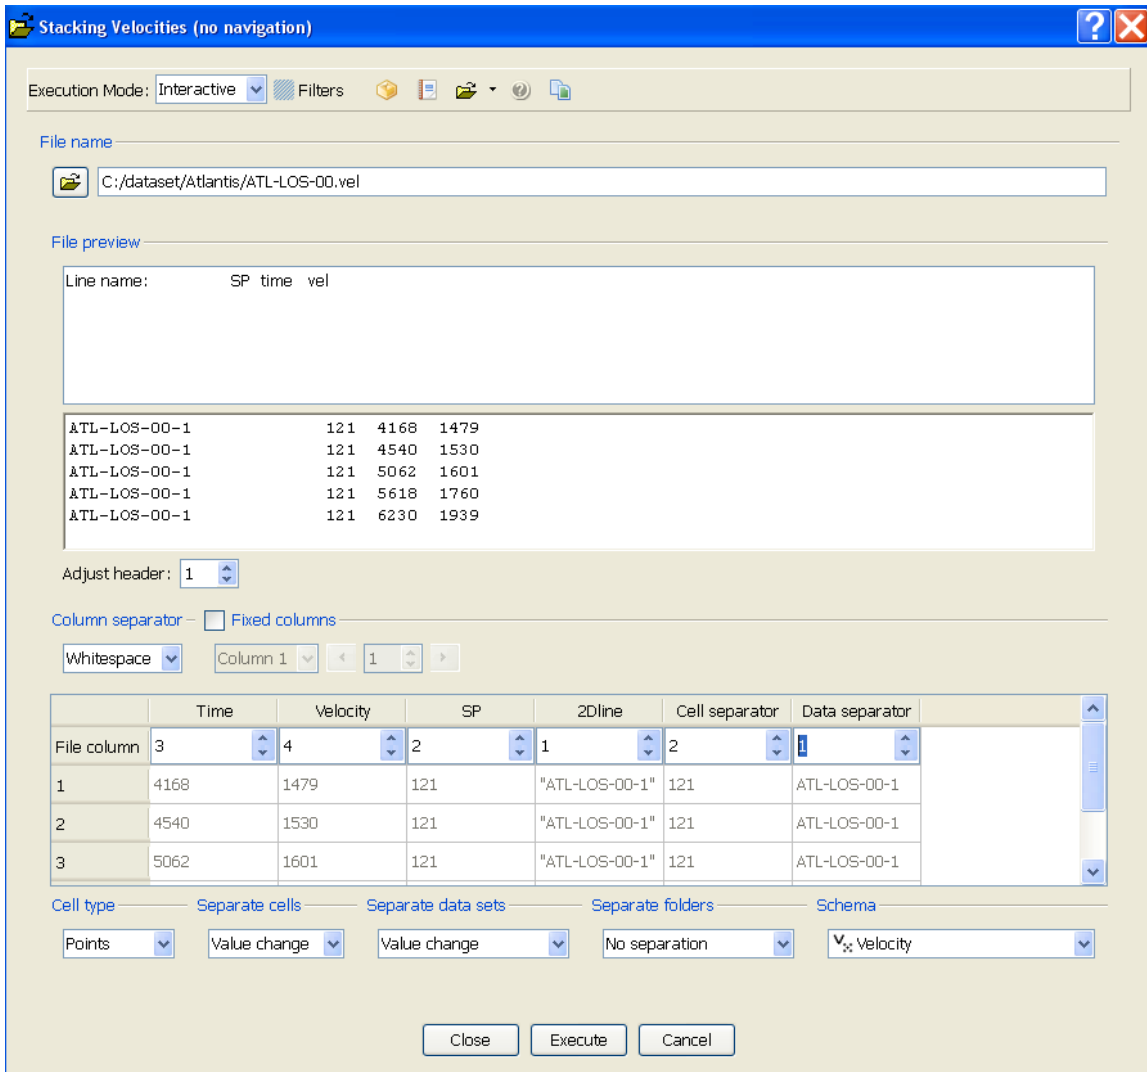 Stacking Velocities (no navigation)
Execution Mode: Interactive Filters
File name
C:/dataset/Atlantis/ATL-LOS-00.vel
File preview
Line name: SP time vel
ATL-LOS-00-1 121 4168 1479
ATL-LOS-00-1 121 4540 1530
ATL-LOS-00-1 121 5062 1601
ATL-LOS-00-1 121 5618 1760
ATL-LOS-00-1 121 6230 1939
Adjust header: 1
Column separator Fixed columns
Whitespace Column 1 1
Time Velocity SP 2Dline Cell separator Data separator
File column 3 4 2 1 2 1
1 4168 1479 121 "ATL-LOS-00-1" 121 ATL-LOS-00-1
2 4540 1530 121 "ATL-LOS-00-1" 121 ATL-LOS-00-1
3 5062 1601 121 "ATL-LOS-00-1" 121 ATL-LOS-00-1
Cell type Separate cells Separate data sets Separate folders Schema
Points Value change Value change No separation Velocity
Close Execute Cancel